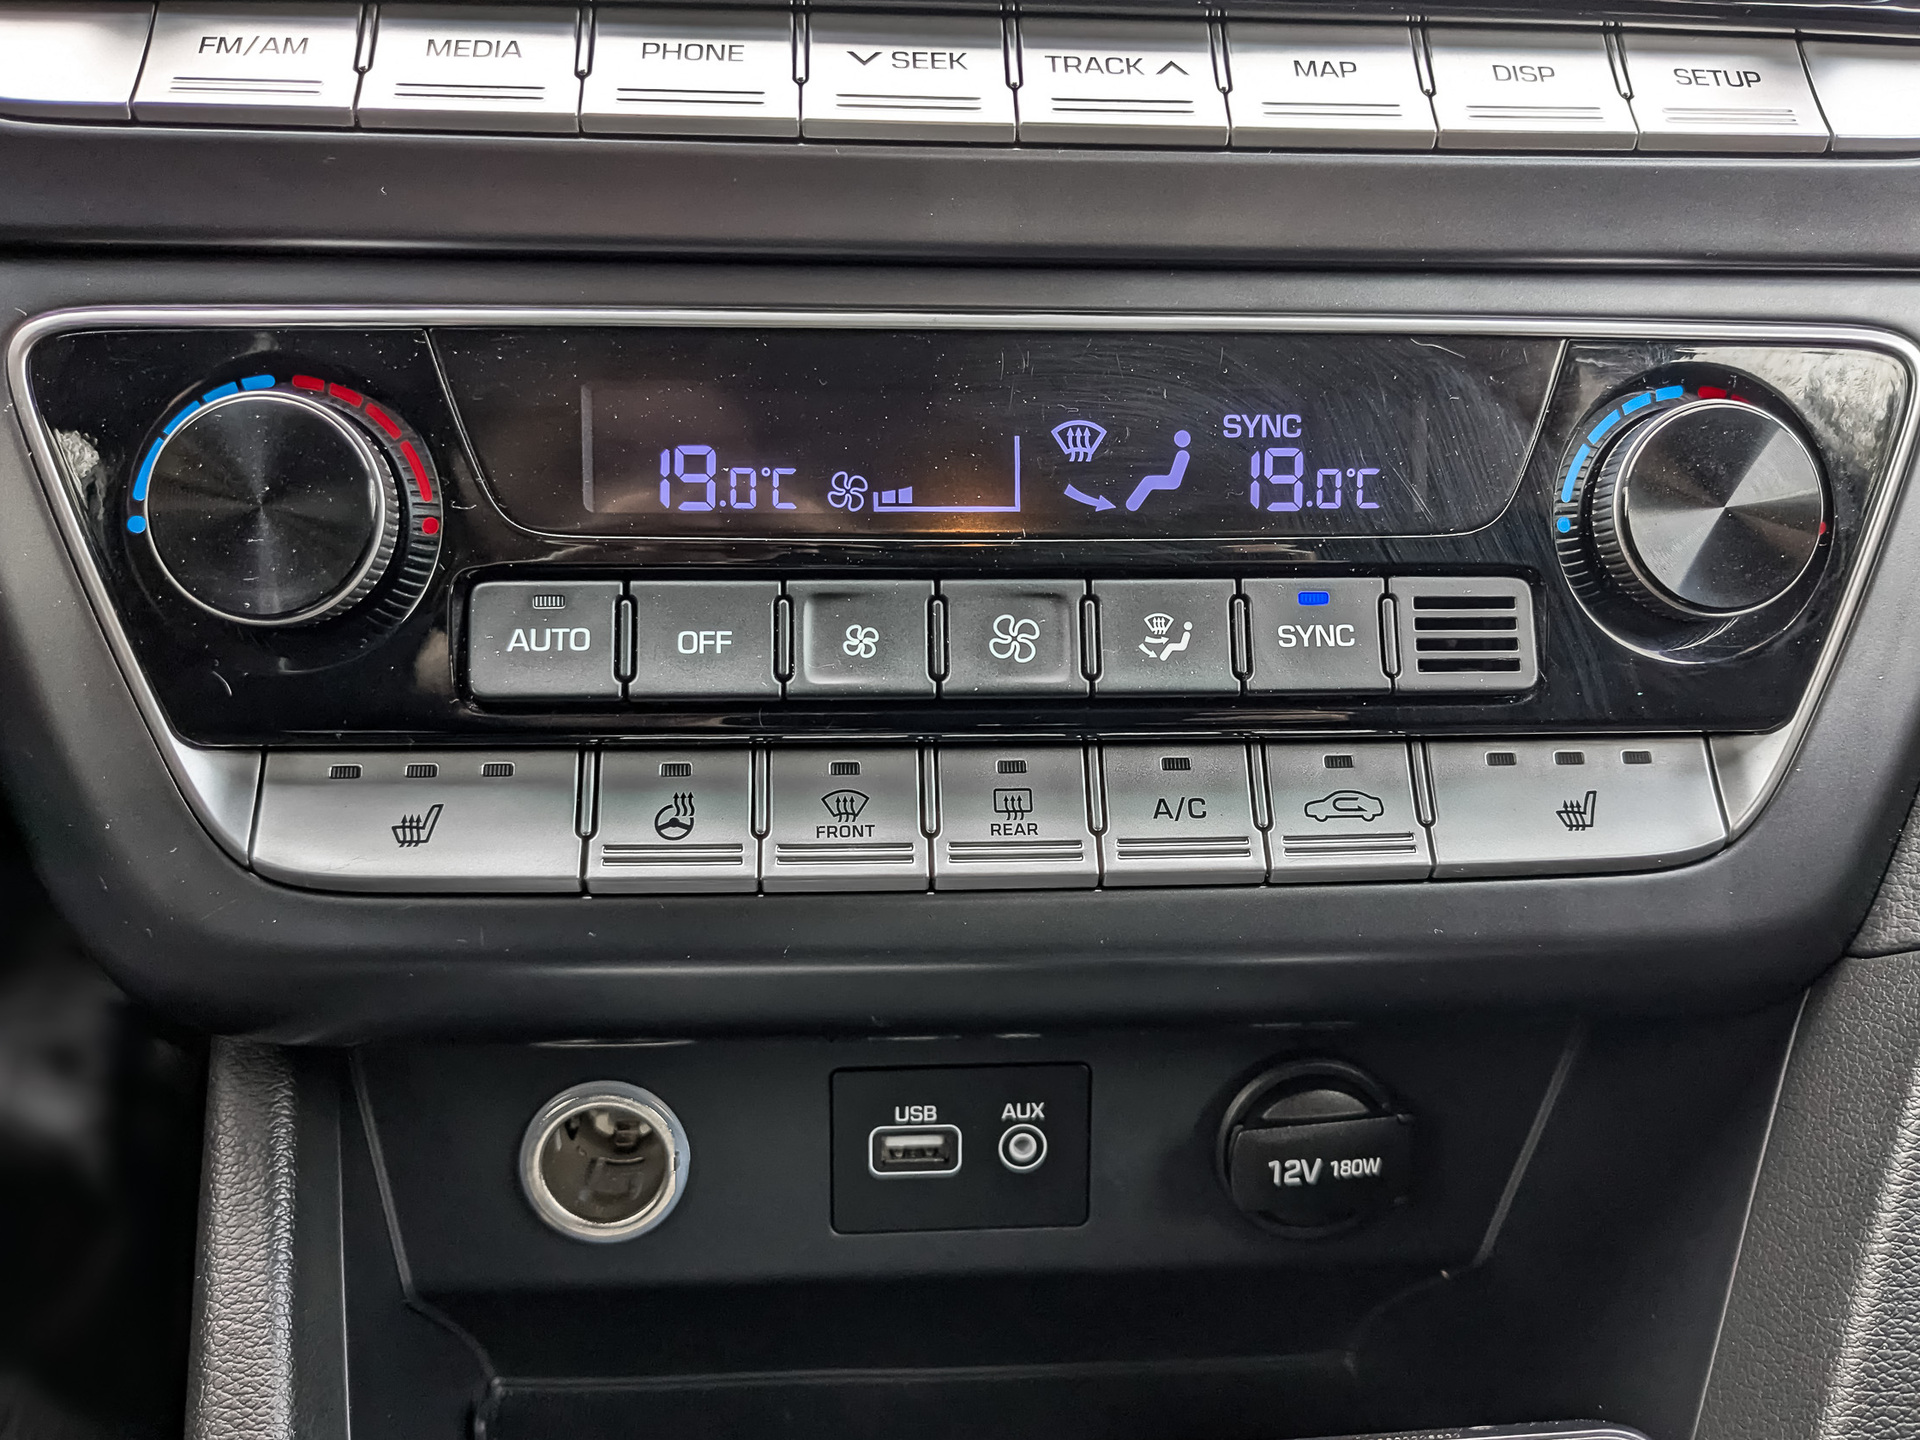 FM/AM
MEDIA
PHONE
SEEK
TRACK
MAP
DISP
SETUP
SYNC
19.0°C
19.0°C
AUTO
OFF
SYNC
FRONT
REAR
A/C
USB
AUX
12V 180W